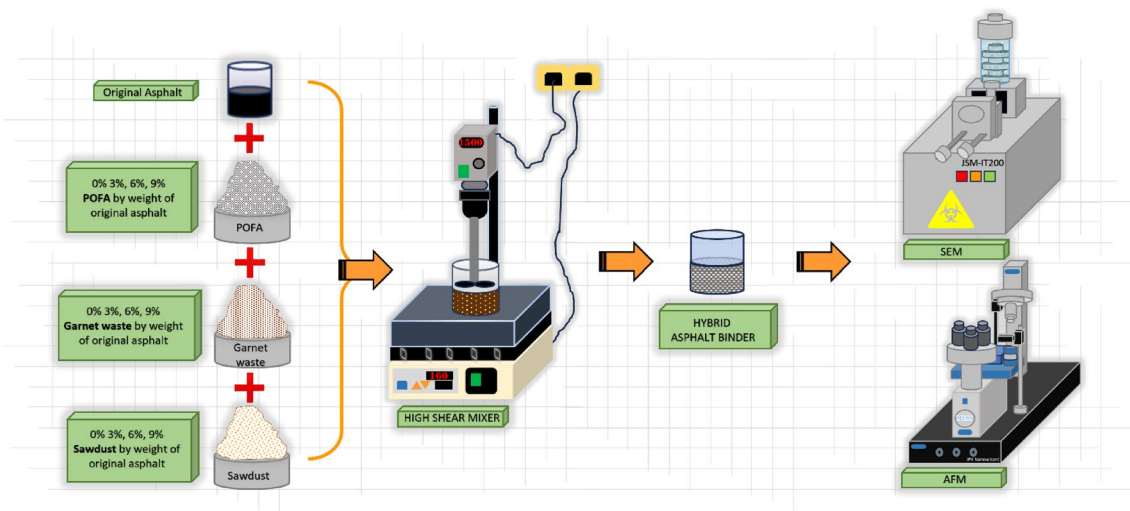 Original Asphalt
0% 3%, 6%, 9%
POFA by weight of
original asphalt
POFA
0% 3%, 6%, 9%
Garnet waste by weight
of original asphalt
Garnet
waste
0% 3%, 6%, 9%
Sawdust by weight of
original asphalt
Sawdust
1500
160
HIGH SHEAR MIXER
HYBRID
ASPHALT BINDER
JSM-IT200
SEM
AFM